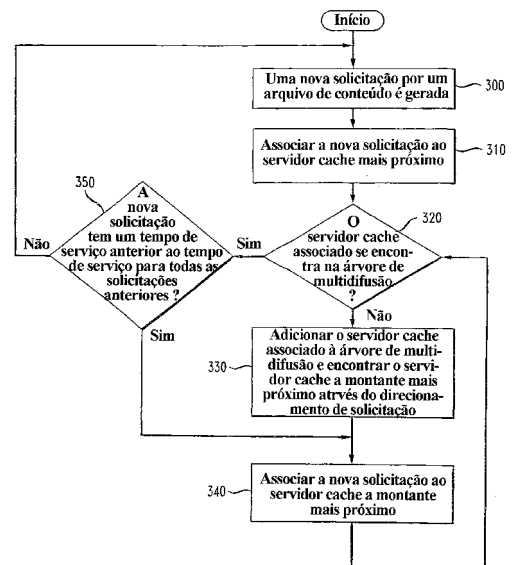 Início
Uma nova solicitação por um
arquivo de conteúdo é gerada
300
Associar a nova solicitação ao
servidor cache mais próximo
310
350
A
nova
solicitação
tem um tempo de
serviço anterior ao tempo
de serviço para todas as
solicitações
anteriores ?
Não
Sim
Sim
320
O
servidor cache
associado se encontra
na árvore de
multidifusão
?
Não
330
Adicionar o servidor cache
associado à árvore de multi-
difusão e encontrar o servi-
dor cache a montante mais
próximo atrvés do direciona-
mento de solicitação
340
Associar a nova solicitação ao
servidor cache a montante
mais próximo